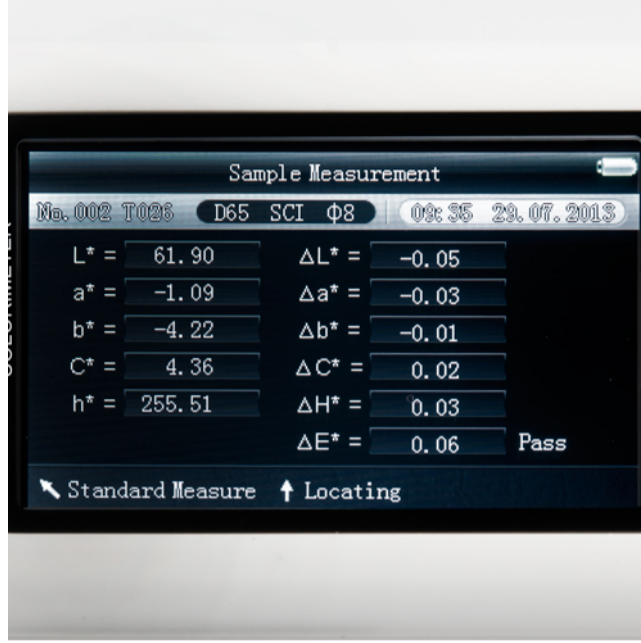 Sample Measurement
No. 002 T026 D65 SCI Φ8 09:35 29.07.2013
L* = 61.90 ΔL* = -0.05
a* = -1.09 Δa* = -0.03
b* = -4.22 Δb* = -0.01
C* = 4.36 ΔC* = 0.02
h* = 255.51 ΔH* = 0.03
ΔE* = 0.06 Pass
Standard Measure Locating